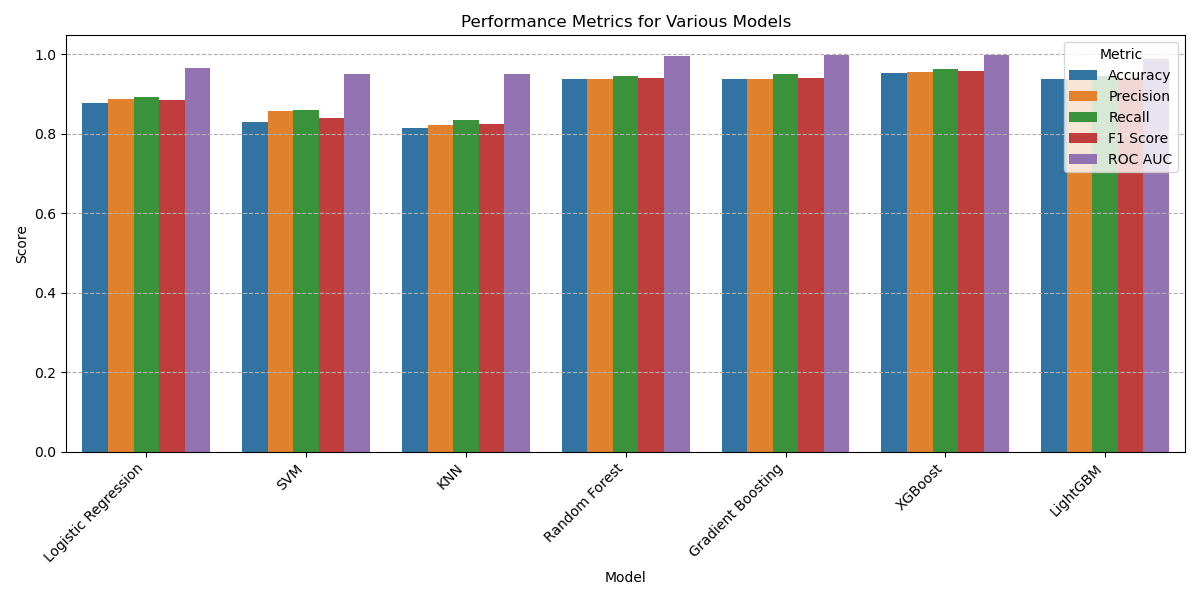 Performance Metrics for Various Models
Score
1.0
0.8
0.6
0.4
0.2
0.0
Metric
Accuracy
Precision
Recall
F1 Score
ROC AUC
Logistic Regression
SVM
KNN
Random Forest
Gradient Boosting
XGBoost
LightGBM
Model